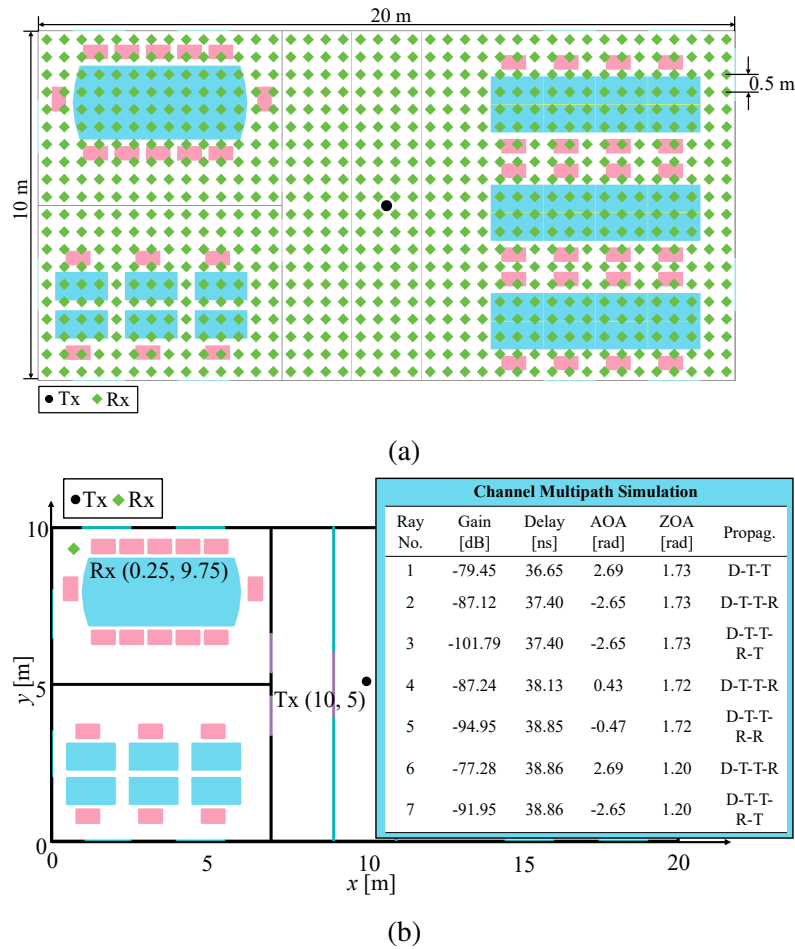 20 m
0.5 m
10 m
Tx Rx
(a)
Tx Rx
Channel Multipath Simulation
Ray No. Gain [dB] Delay [ns] AOA [rad] ZOA [rad] Propag.
1 -79.45 36.65 2.69 1.73 D-T-T
2 -87.12 37.40 -2.65 1.73 D-T-T-R
3 -101.79 37.40 -2.65 1.73 D-T-T-R-T
4 -87.24 38.13 0.43 1.72 D-T-T-R
5 -94.95 38.85 -0.47 1.72 D-T-T-R-R
6 -77.28 38.86 2.69 1.20 D-T-T-R
7 -91.95 38.86 -2.65 1.20 D-T-T-R-T
10
Rx (0.25, 9.75)
5
Tx (10, 5)
y [m]
0
0 5 10 15 20
x [m]
(b)